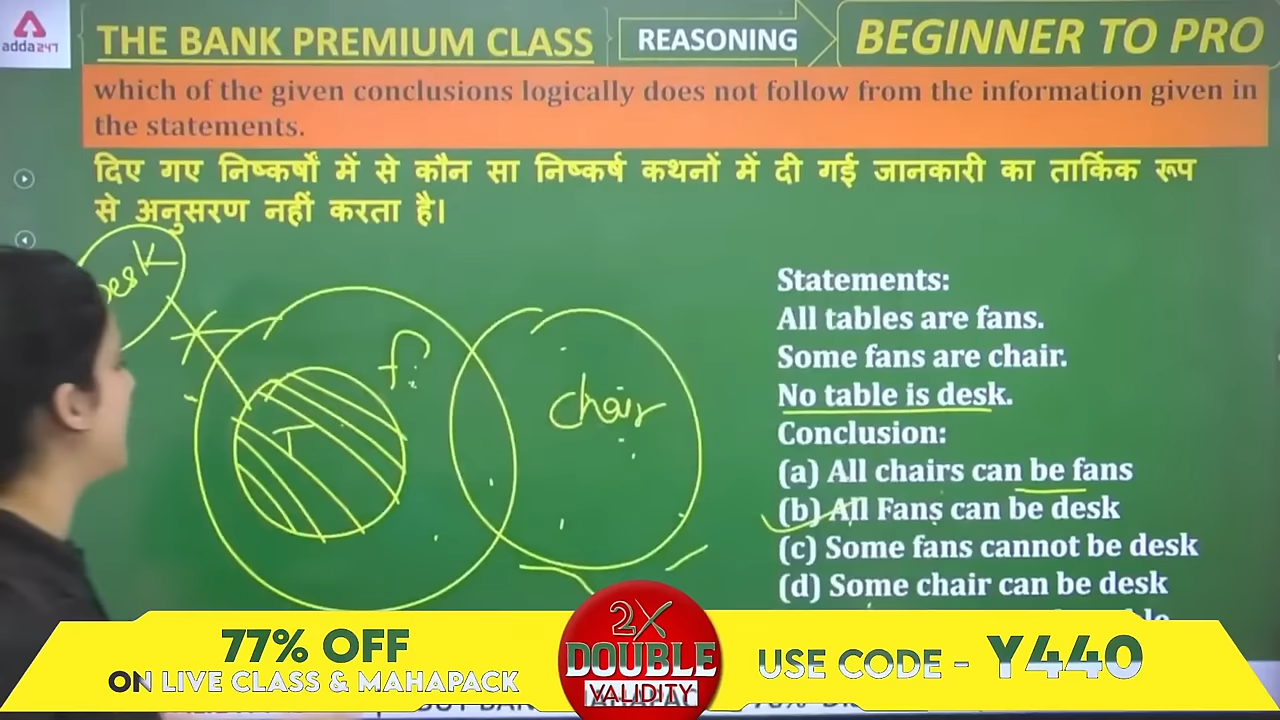 adda247
THE BANK PREMIUM CLASS
REASONING
BEGINNER TO PRO
which of the given conclusions logically does not follow from the information given in
the statements.
दिए गए निष्कर्षों में से कौन सा निष्कर्ष कथनों में दी गई जानकारी का तार्किक रूप
से अनुसरण नहीं करता है।
Desk
f
T
chair
Statements:
All tables are fans.
Some fans are chair.
No table is desk.
Conclusion:
(a) All chairs can be fans
(b) All Fans can be desk
(c) Some fans cannot be desk
(d) Some chair can be desk
77% OFF
ON LIVE CLASS & MAHAPACK
2X
DOUBLE
VALIDITY
USE CODE - Y440